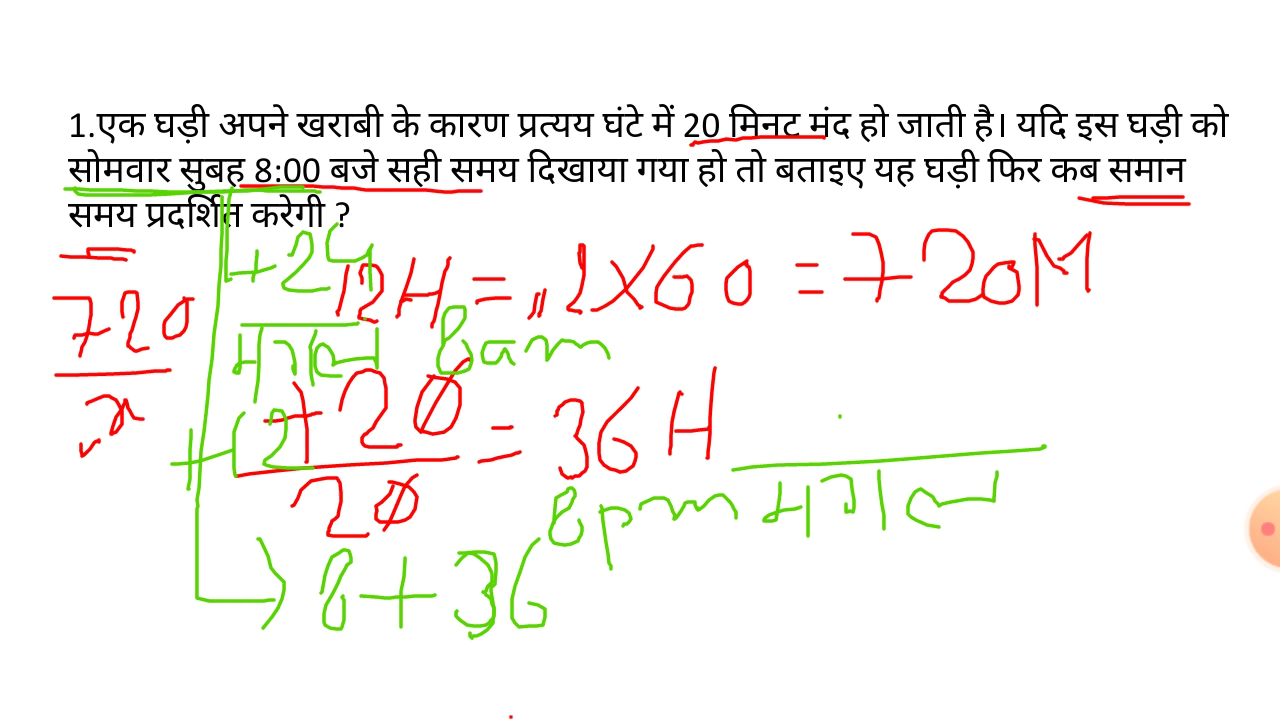 1.एक घड़ी अपने खराबी के कारण प्रत्यय घंटे में 20 मिनट मंद हो जाती है। यदि इस घड़ी को
सोमवार सुबह 8:00 बजे सही समय दिखाया गया हो तो बताइए यह घड़ी फिर कब समान
समय प्रदर्शित करेगी ?
+24
12H = 12X60 = 720M
720
x
मंगल 8am
+720
20
= 36H
+12
8pm मंगल
8+36